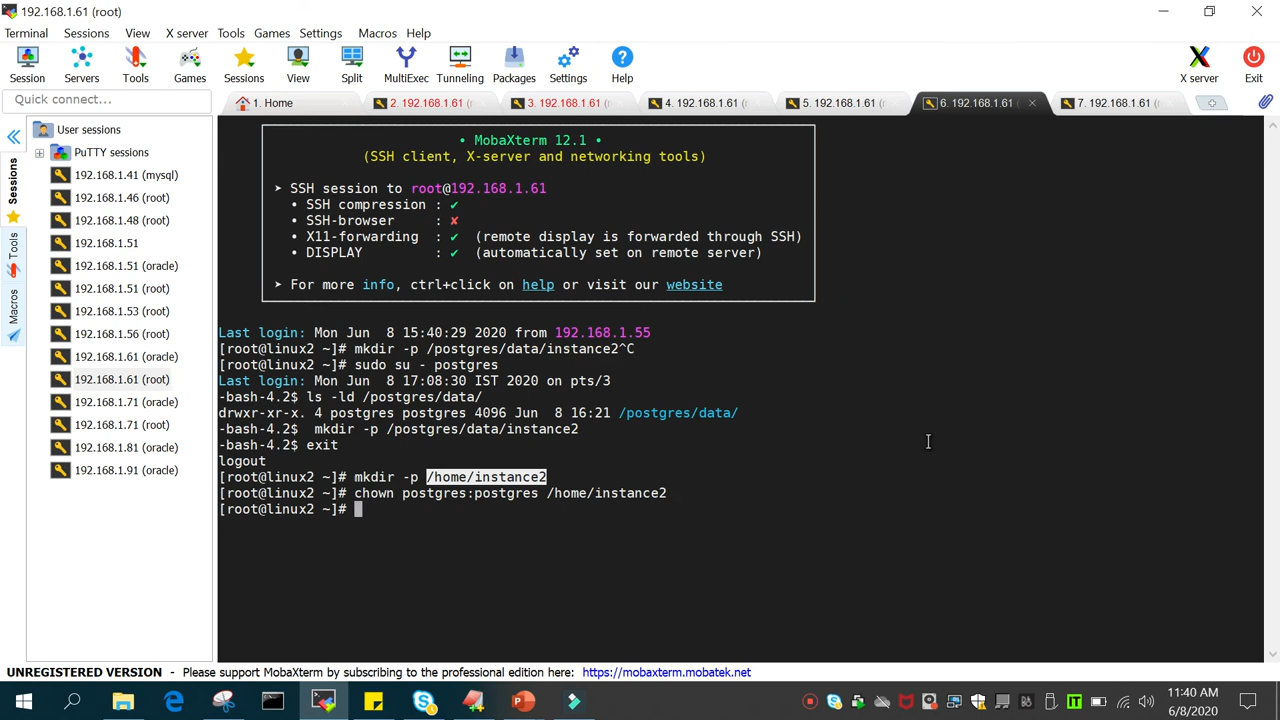 192.168.1.61 (root)
Terminal Sessions View X server Tools Games Settings Macros Help
Session Servers Tools Games Sessions View Split MultiExec Tunneling Packages Settings Help X server Exit
Quick connect...
1. Home 2. 192.168.1.61 ( 3. 192.168.1.61 (root) 4. 192.168.1.61 ( 5. 192.168.1.61 ( 6. 192.168.1.61 7. 192.168.1.61 (
Sessions
Tools
Macros
User sessions
PuTTY sessions
192.168.1.41 (mysql)
192.168.1.46 (root)
192.168.1.48 (root)
192.168.1.51
192.168.1.51 (oracle)
192.168.1.51 (root)
192.168.1.53 (root)
192.168.1.56 (root)
192.168.1.61 (oracle)
192.168.1.61 (root)
192.168.1.71 (oracle)
192.168.1.71 (root)
192.168.1.81 (oracle)
192.168.1.91 (oracle)
• MobaXterm 12.1 •
(SSH client, X-server and networking tools)
➤ SSH session to root@192.168.1.61
• SSH compression : ✔
• SSH-browser : ✘
• X11-forwarding : ✔ (remote display is forwarded through SSH)
• DISPLAY : ✔ (automatically set on remote server)
➤ For more info, ctrl+click on help or visit our website
Last login: Mon Jun 8 15:40:29 2020 from 192.168.1.55
[root@linux2 ~]# mkdir -p /postgres/data/instance2^C
[root@linux2 ~]# sudo su - postgres
Last login: Mon Jun 8 17:08:30 IST 2020 on pts/3
-bash-4.2$ ls -ld /postgres/data/
drwxr-xr-x. 4 postgres postgres 4096 Jun 8 16:21 /postgres/data/
-bash-4.2$ mkdir -p /postgres/data/instance2
-bash-4.2$ exit
logout
[root@linux2 ~]# mkdir -p /home/instance2
[root@linux2 ~]# chown postgres:postgres /home/instance2
[root@linux2 ~]#
UNREGISTERED VERSION - Please support MobaXterm by subscribing to the professional edition here: https://mobaxterm.mobatek.net
11:40 AM
6/8/2020